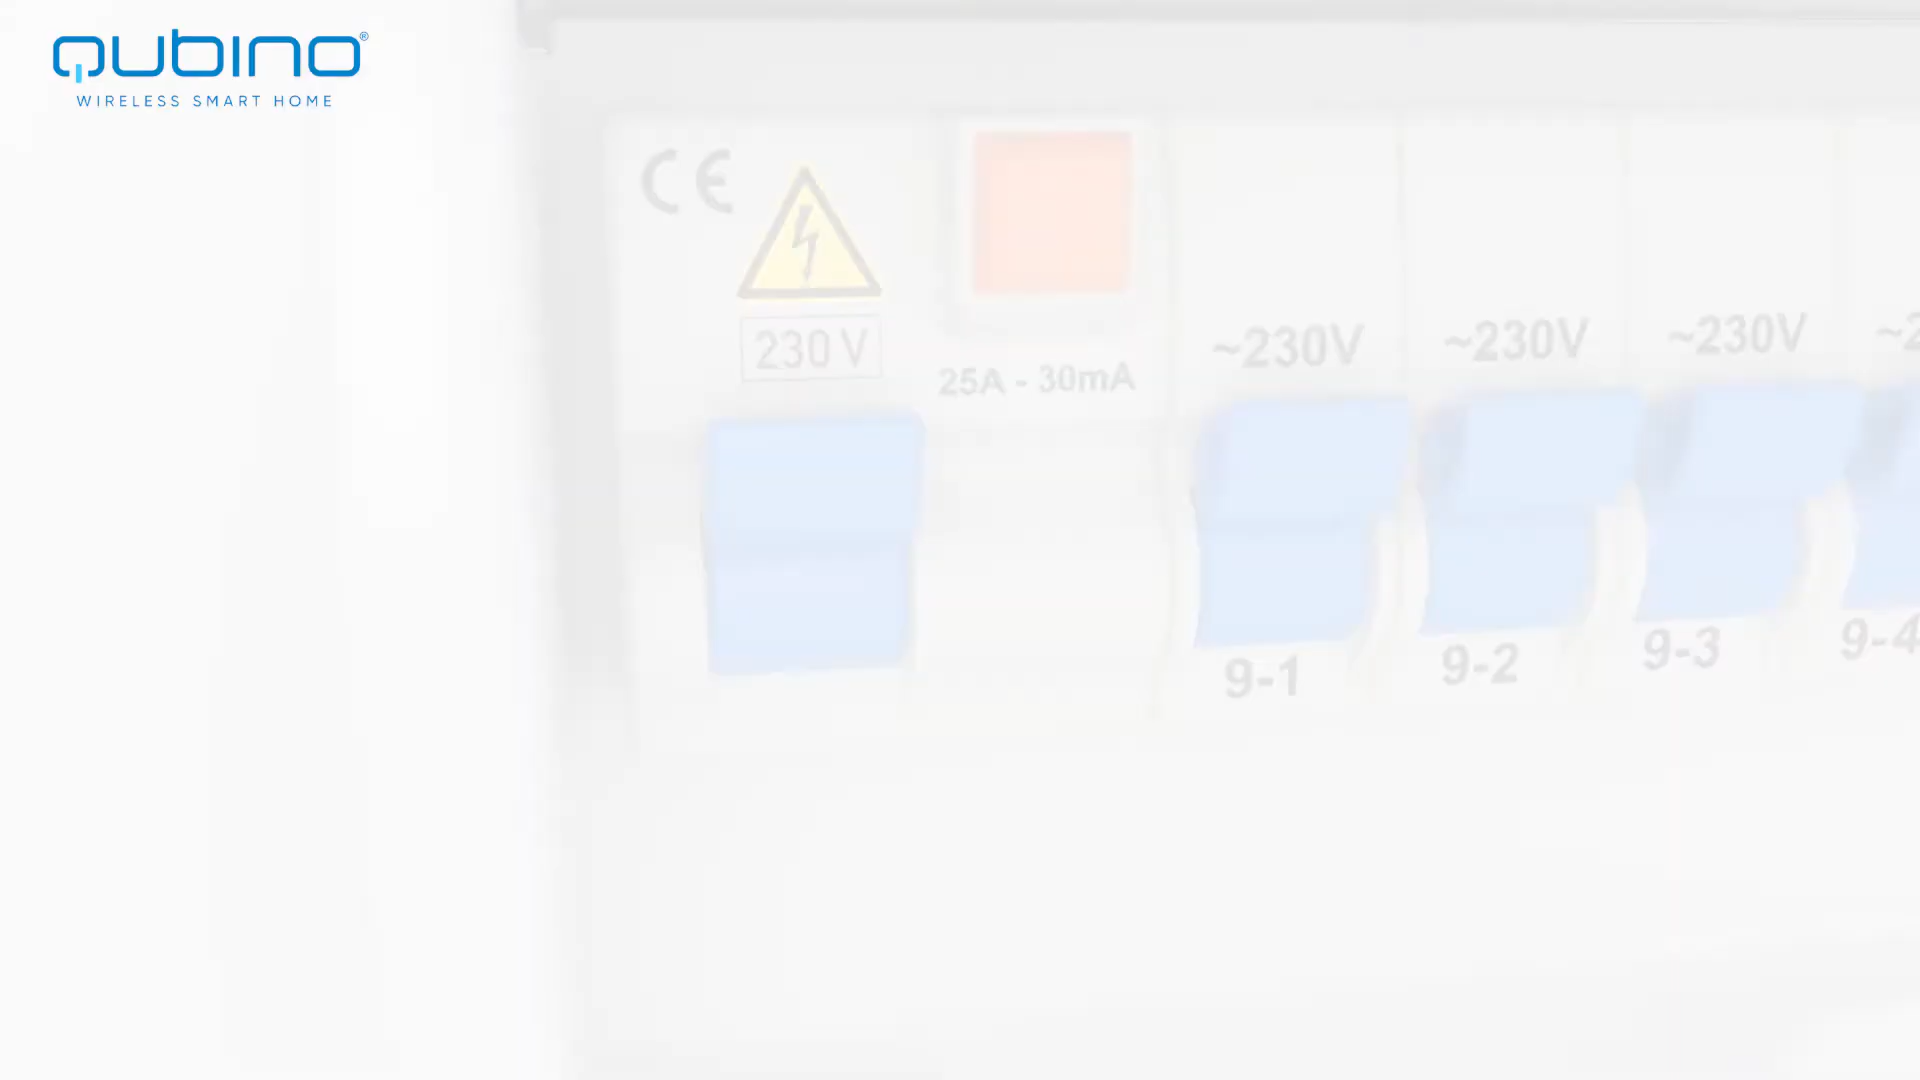 QUBINO®
WIRELESS SMART HOME
CE
230 V
25A - 30mA
~230V
~230V
~230V
9-1
9-2
9-3
9-4